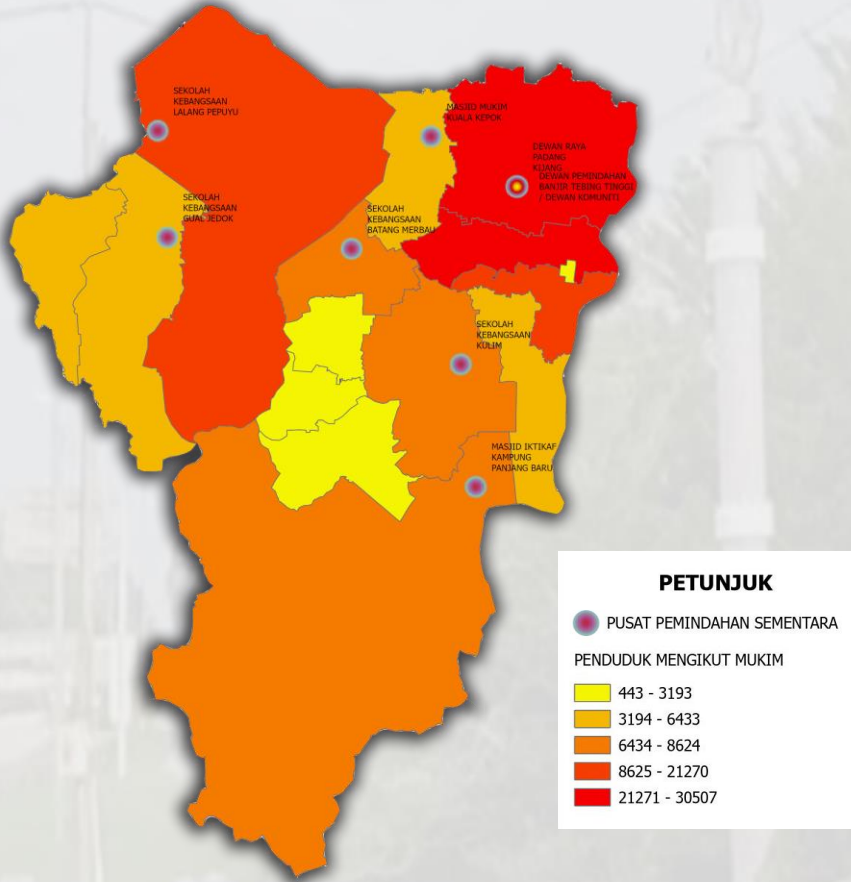 SEKOLAH
KEBANGSAAN
LALANG PEPUYU
MASJID MUKIM
KUALA KEPOK
DEWAN RAYA
PADANG
KIJANG
DEWAN PEMINDAHAN
BANJIR TEBING TINGGI
/ DEWAN KOMUNITI
SEKOLAH
KEBANGSAAN
GUAL JEDOK
SEKOLAH
KEBANGSAAN
BATANG MERBAU
SEKOLAH
KEBANGSAAN
KULIM
MASJID IKTIKAF
KAMPUNG
PANJANG BARU
PETUNJUK
PUSAT PEMINDAHAN SEMENTARA
PENDUDUK MENGIKUT MUKIM
443 - 3193
3194 - 6433
6434 - 8624
8625 - 21270
21271 - 30507